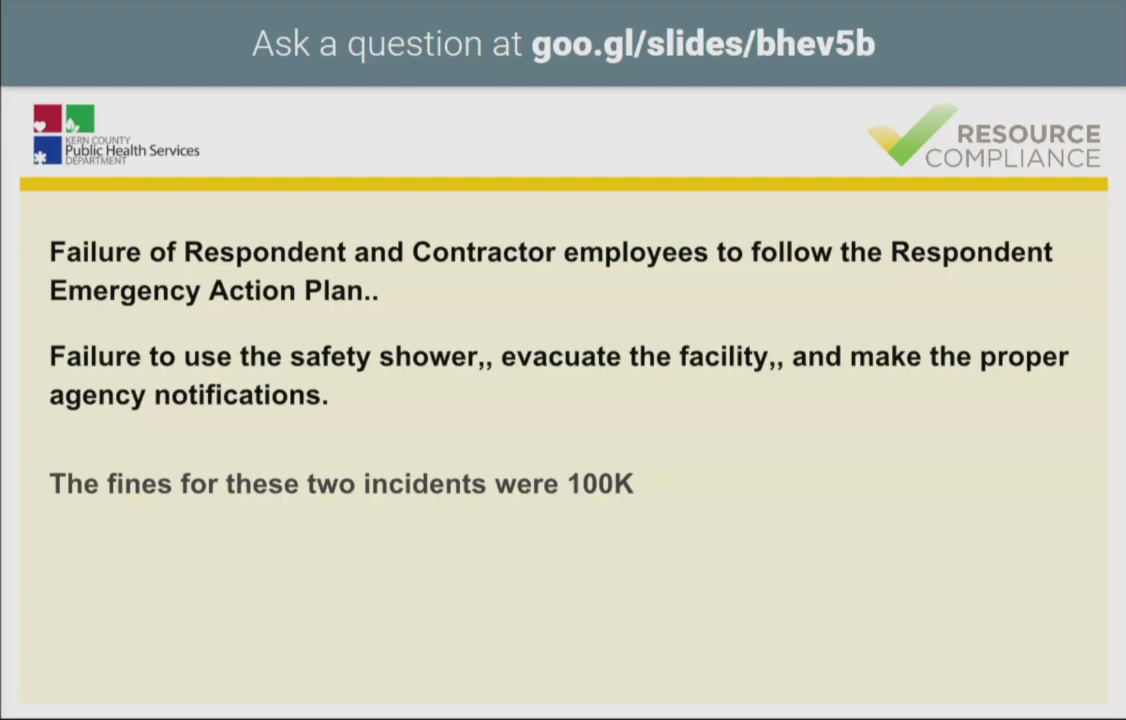 Ask a question at goo.gl/slides/bhev5b
KERN COUNTY
Public Health Services
DEPARTMENT
RESOURCE
COMPLIANCE
Failure of Respondent and Contractor employees to follow the Respondent
Emergency Action Plan..
Failure to use the safety shower,, evacuate the facility,, and make the proper
agency notifications.
The fines for these two incidents were 100K